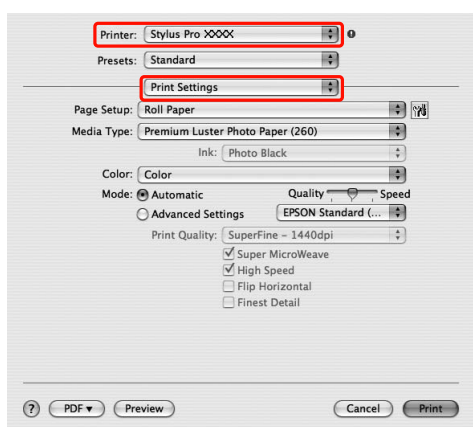 Printer: Stylus Pro XXXX
Presets: Standard
Print Settings
Page Setup: Roll Paper
Media Type: Premium Luster Photo Paper (260)
Ink: Photo Black
Color: Color
Mode: Automatic Quality Speed
Advanced Settings EPSON Standard (...
Print Quality: SuperFine – 1440dpi
Super MicroWeave
High Speed
Flip Horizontal
Finest Detail
? PDF Preview Cancel Print